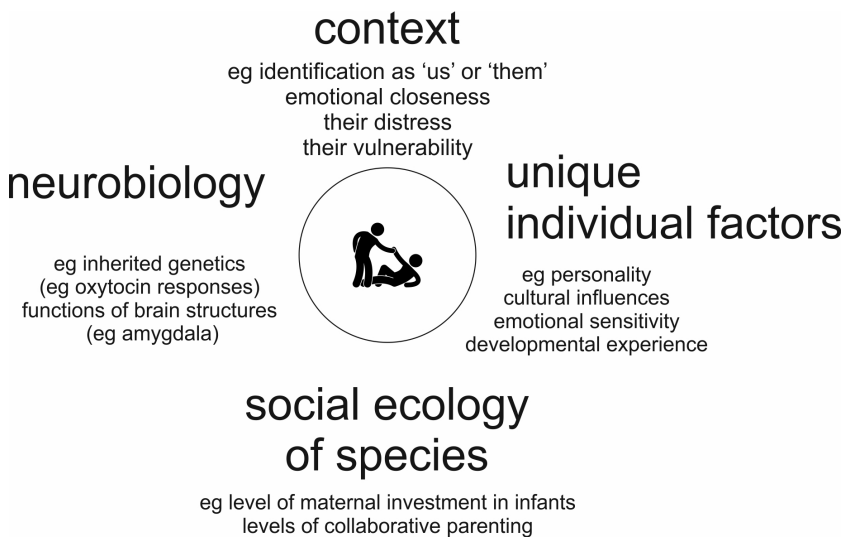 context
eg identification as ‘us’ or ‘them’
emotional closeness
their distress
their vulnerability
neurobiology
eg inherited genetics
(eg oxytocin responses)
functions of brain structures
(eg amygdala)
unique
individual factors
eg personality
cultural influences
emotional sensitivity
developmental experience
social ecology
of species
eg level of maternal investment in infants
levels of collaborative parenting